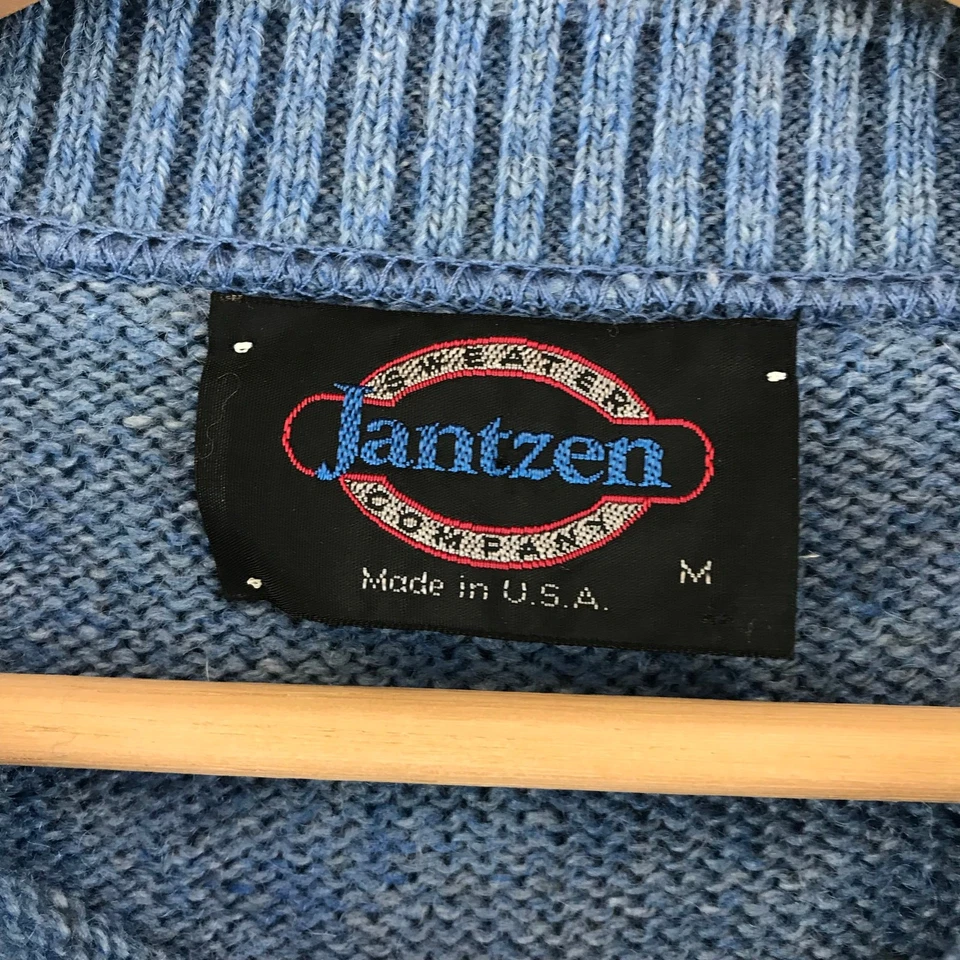 SWEATER
Jantzen
COMPANY
Made in U.S.A.
M